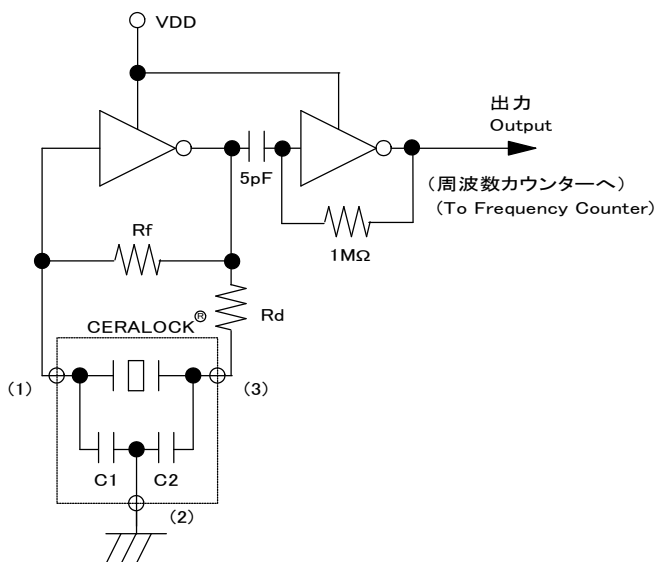 VDD
出力
Output
5pF
(周波数カウンターへ)
(To Frequency Counter)
Rf
1MΩ
Rd
CERALOCK®
(1)
(3)
C1
C2
(2)